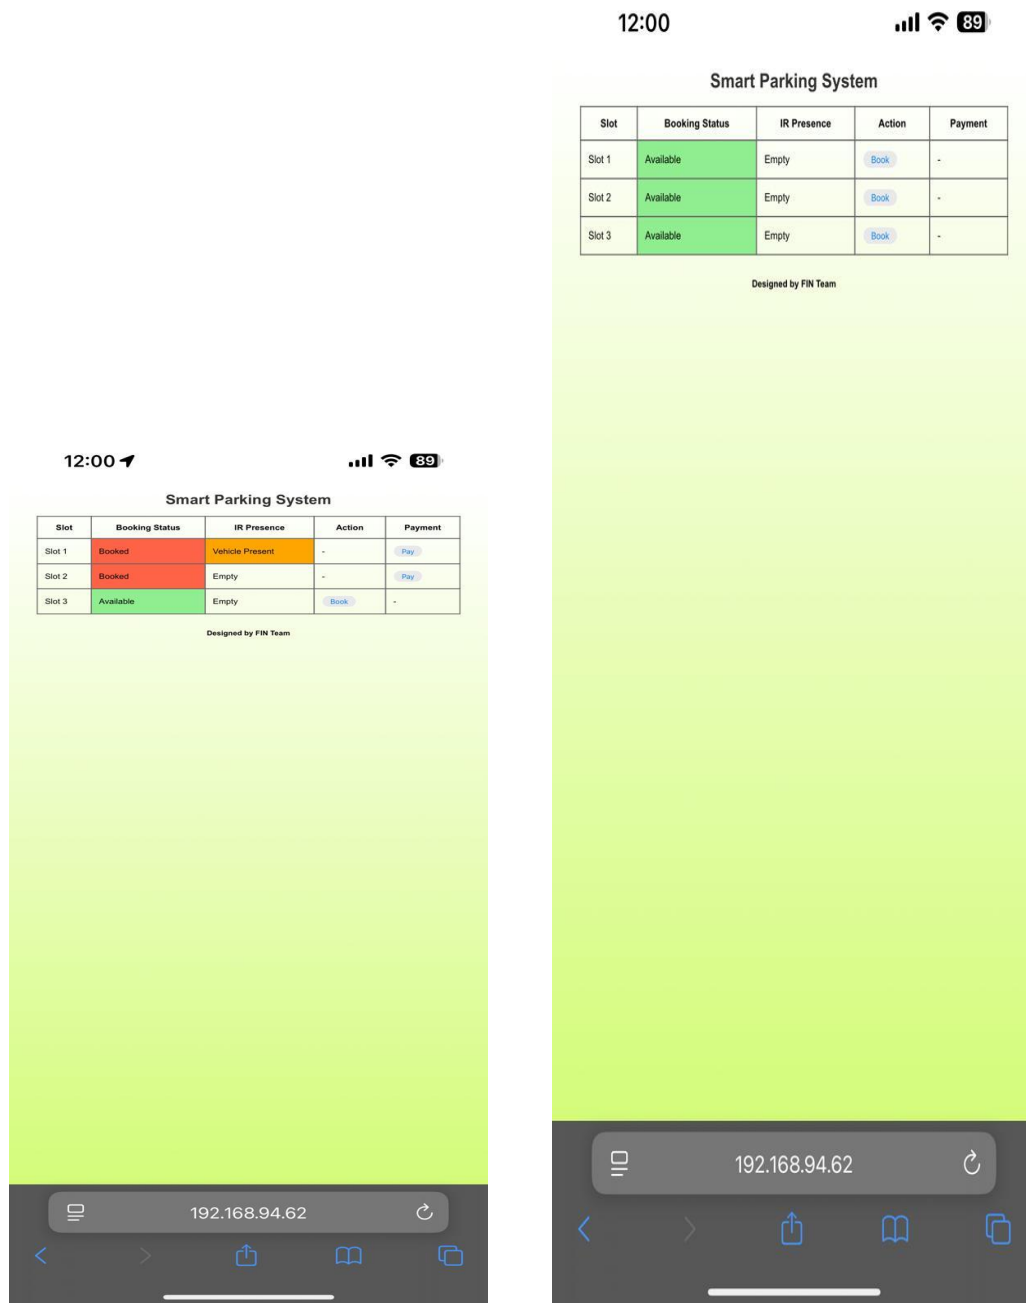 12:00 89
Smart Parking System
Slot Booking Status IR Presence Action Payment
Slot 1 Booked Vehicle Present - Pay
Slot 2 Booked Empty - Pay
Slot 3 Available Empty Book -
Designed by FIN Team
192.168.94.62
12:00 89
Smart Parking System
Slot Booking Status IR Presence Action Payment
Slot 1 Available Empty Book -
Slot 2 Available Empty Book -
Slot 3 Available Empty Book -
Designed by FIN Team
192.168.94.62